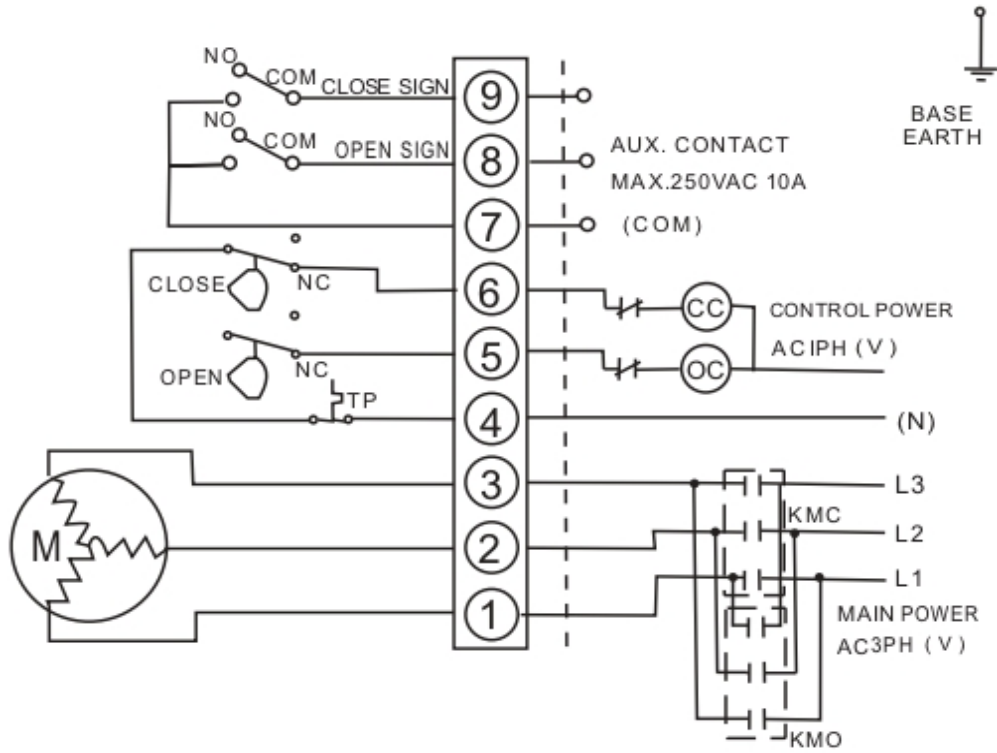 NO
COM
CLOSE SIGN
9
NO
COM
OPEN SIGN
8
AUX. CONTACT
MAX.250VAC 10A
7
(COM)
BASE
EARTH
CLOSE
NC
6
CC
CONTROL POWER
AC1PH (V)
OPEN
NC
5
OC
TP
4
(N)
3
L3
KMC
M
2
L2
L1
1
MAIN POWER
AC3PH (V)
KMO